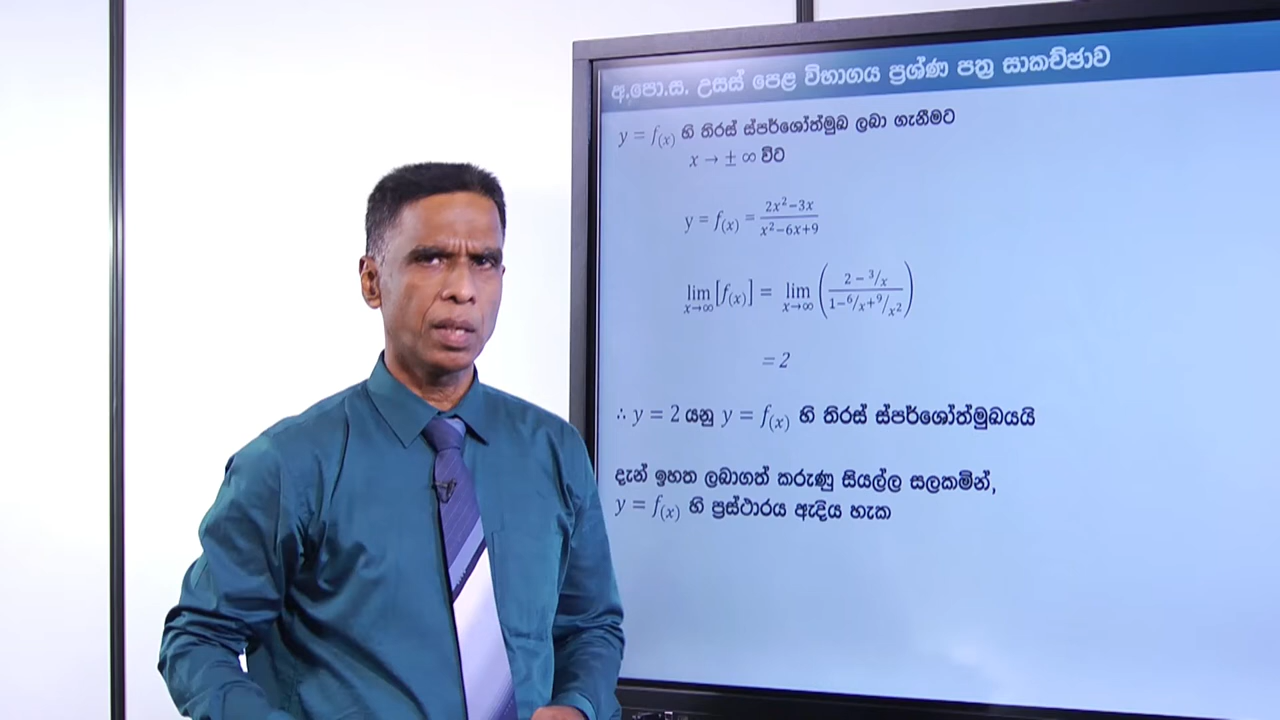 අ.පො.ස. උසස් පෙළ විභාගය ප්‍රශ්ණ පත්‍ර සාකච්ඡාව
y = f(x) හි තිරස් ස්පර්ශෝත්මුඛ ලබා ගැනීමට
x → ± ∞ විට
y = f(x) = (2x² − 3x)/(x² − 6x + 9)
lim x→∞ [f(x)] = lim x→∞ ((2 − 3/x)/(1 − 6/x + 9/x²))
= 2
∴ y = 2 යනු y = f(x) හි තිරස් ස්පර්ශෝත්මුඛයයි
දැන් ඉහත ලබාගත් කරුණු සියල්ල සලකමින්,
y = f(x) හි ප්‍රස්ථාරය ඇදිය හැක